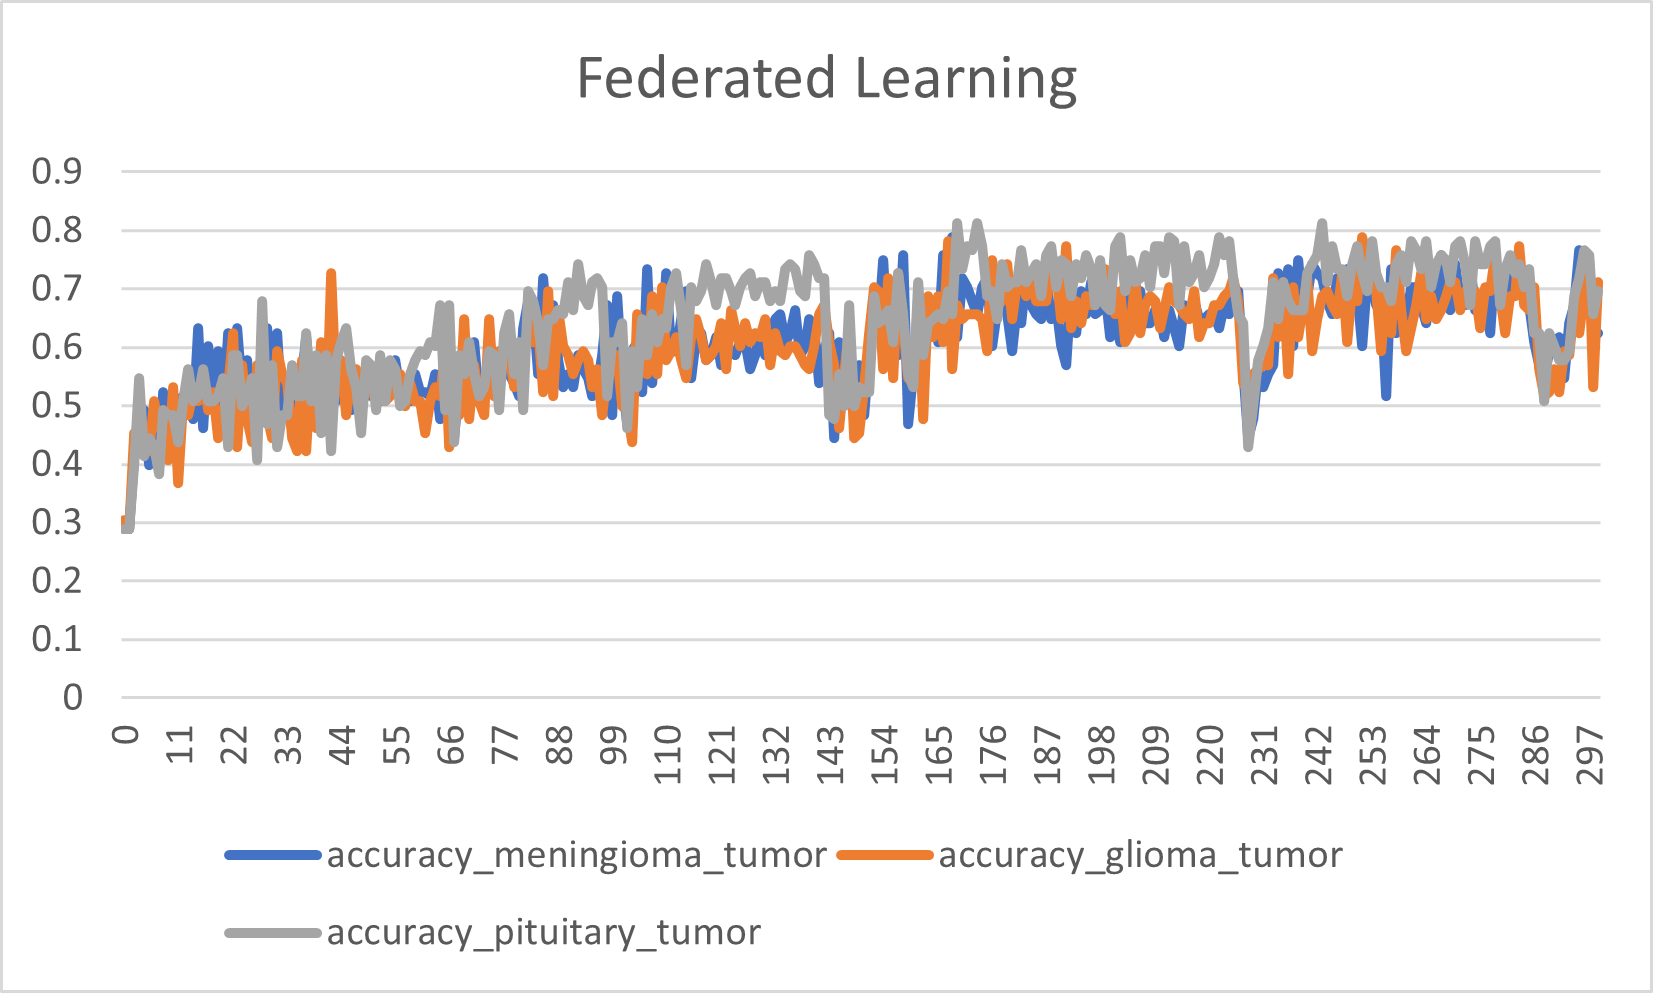 Federated Learning
0.9
0.8
0.7
0.6
0.5
0.4
0.3
0.2
0.1
0
0 11 22 33 44 55 66 77 88 99 110 121 132 143 154 165 176 187 198 209 220 231 242 253 264 275 286 297
accuracy_meningioma_tumor accuracy_glioma_tumor
accuracy_pituitary_tumor